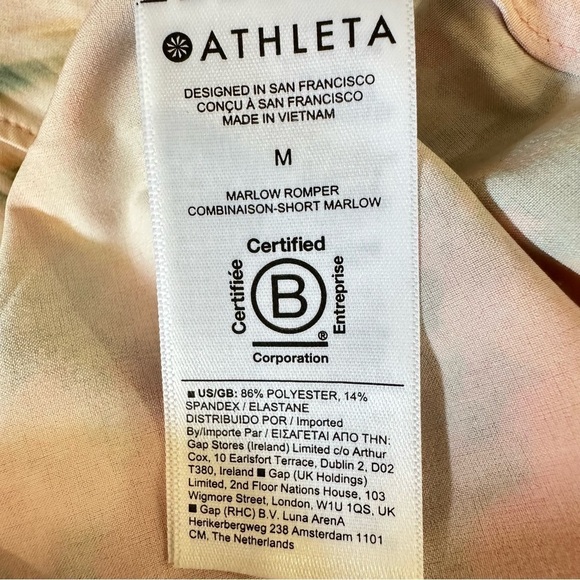 ATHLETA
DESIGNED IN SAN FRANCISCO
CONÇU À SAN FRANCISCO
MADE IN VIETNAM
M
MARLOW ROMPER
COMBINAISON-SHORT MARLOW
Certified
Certifiée
B
Entreprise
®
Corporation
■ US/GB: 86% POLYESTER, 14%
SPANDEX / ELASTANE
DISTRIBUIDO POR / Imported
By/Importe Par / ΕΙΣΑΓΕΤΑΙ ΑΠΟ ΤΗΝ:
Gap Stores (Ireland) Limited c/o Arthur
Cox, 10 Earlsfort Terrace, Dublin 2, D02
T380, Ireland ■ Gap (UK Holdings)
Limited, 2nd Floor Nations House, 103
Wigmore Street, London, W1U 1QS, UK
■ Gap (RHC) B.V. Luna ArenA
Herikerbergweg 238 Amsterdam 1101
CM. The Netherlands